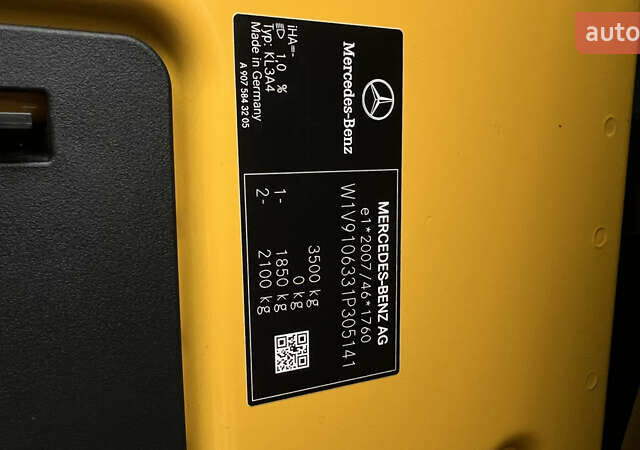 Mercedes-Benz
iHA
1,0 %
Typ: KL3A4
Made in Germany
A 907 584 32 05
MERCEDES-BENZ AG
e1*2007/46*1760
W1V9106331P305141
3500 kg
0 kg
1- 1850 kg
2- 2100 kg
auto